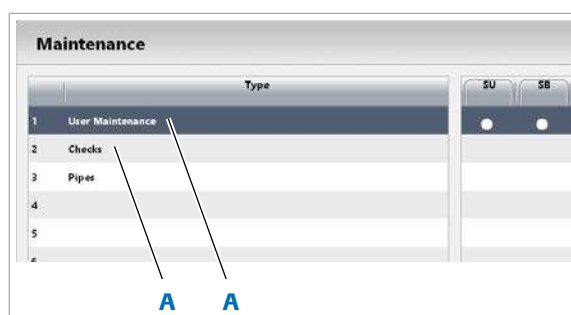 Maintenance
Type SU SB
1 User Maintenance
2 Checks
3 Pipes
4
5
A A